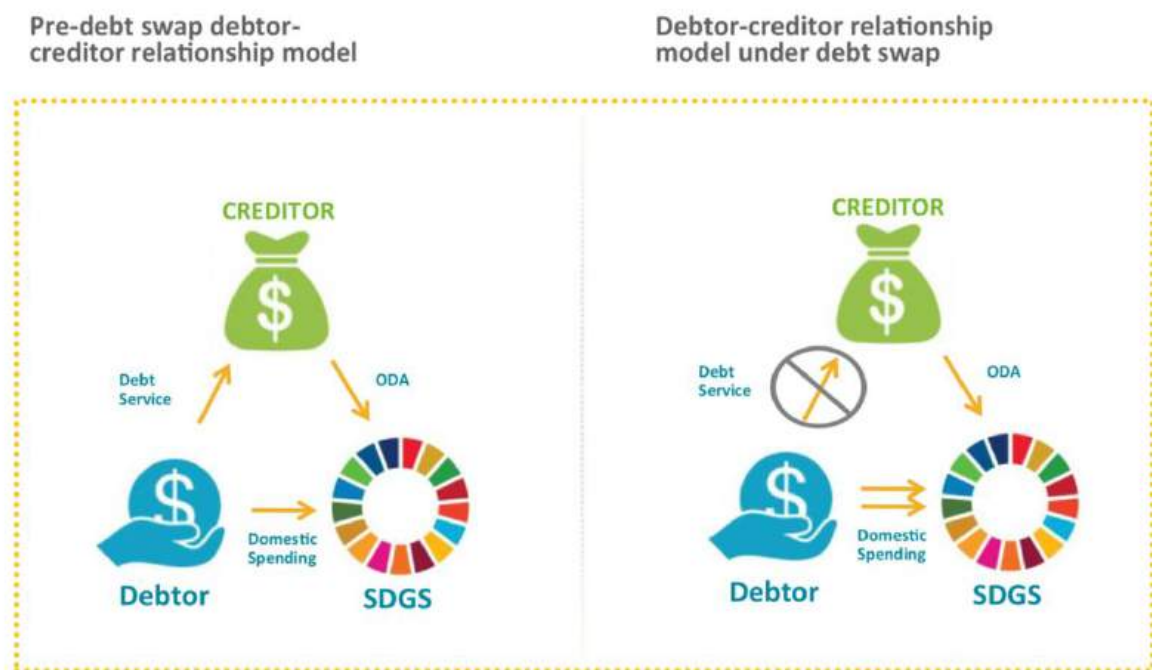 Pre-debt swap debtor-
creditor relationship model
Debtor-creditor relationship
model under debt swap
CREDITOR
$
Debt
Service
ODA
$
Domestic
Spending
Debtor
SDGS
CREDITOR
$
Debt
Service
ODA
$
Domestic
Spending
Debtor
SDGS